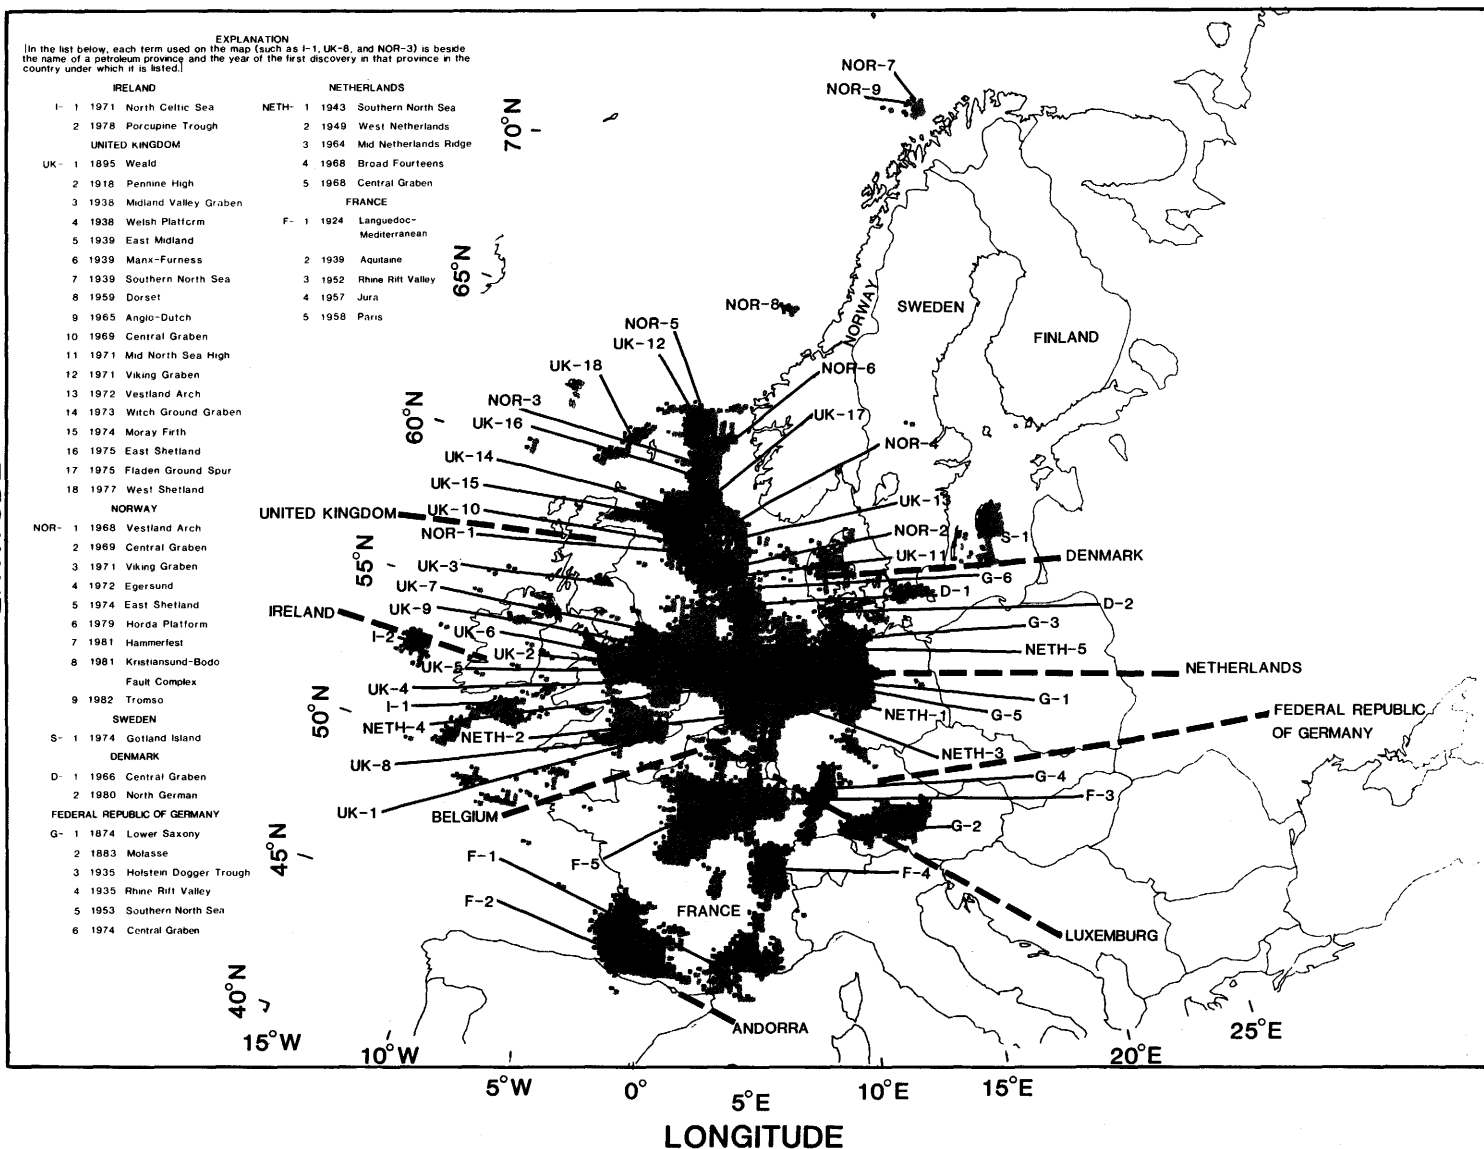 EXPLANATION
[In the list below, each term used on the map (such as I-1, UK-8, and NOR-3) is beside
the name of a petroleum province and the year of the first discovery in that province in the
country under which it is listed.]
IRELAND
I- 1 1971 North Celtic Sea
2 1978 Porcupine Trough
UNITED KINGDOM
UK- 1 1895 Weald
2 1918 Pennine High
3 1938 Midland Valley Graben
4 1938 Welsh Platform
5 1939 East Midland
6 1939 Manx-Furness
7 1939 Southern North Sea
8 1959 Dorset
9 1965 Anglo-Dutch
10 1969 Central Graben
11 1971 Mid North Sea High
12 1971 Viking Graben
13 1972 Vestland Arch
14 1973 Witch Ground Graben
15 1974 Moray Firth
16 1975 East Shetland
17 1975 Fladen Ground Spur
18 1977 West Shetland
NORWAY
NOR- 1 1968 Vestland Arch
2 1969 Central Graben
3 1971 Viking Graben
4 1972 Egersund
5 1974 East Shetland
6 1979 Horda Platform
7 1981 Hammerfest
8 1981 Kristiansund-Bodo
Fault Complex
9 1982 Tromso
SWEDEN
S- 1 1974 Gotland Island
DENMARK
D- 1 1966 Central Graben
2 1980 North German
FEDERAL REPUBLIC OF GERMANY
G- 1 1874 Lower Saxony
2 1883 Molasse
3 1935 Holstein Dogger Trough
4 1935 Rhine Rift Valley
5 1953 Southern North Sea
6 1974 Central Graben
NETHERLANDS
NETH- 1 1943 Southern North Sea
2 1949 West Netherlands
3 1964 Mid Netherlands Ridge
4 1968 Broad Fourteens
5 1968 Central Graben
FRANCE
F- 1 1924 Languedoc-
Mediterranean
2 1939 Aquitaine
3 1952 Rhine Rift Valley
4 1957 Jura
5 1958 Paris
70°N
65°N
60°N
55°N
50°N
45°N
40°N
NOR-7
NOR-9
NOR-8
NORWAY
SWEDEN
FINLAND
NOR-5
UK-12
UK-18
NOR-6
NOR-3
UK-17
UK-16
NOR-4
UK-14
UK-15
UK-13
UK-10
UNITED KINGDOM
NOR-1
NOR-2
S-1
UK-11
DENMARK
UK-3
G-6
UK-7
D-1
UK-9
D-2
IRELAND
G-3
I-2
UK-6
NETH-5
UK-2
UK-5
NETHERLANDS
UK-4
G-1
I-1
NETH-1
G-5
FEDERAL REPUBLIC
OF GERMANY
NETH-4
NETH-2
NETH-3
UK-8
G-4
F-3
UK-1
BELGIUM
G-2
F-1
F-5
F-4
F-2
FRANCE
LUXEMBURG
ANDORRA
15°W
10°W
5°W
0°
5°E
10°E
15°E
20°E
25°E
LONGITUDE